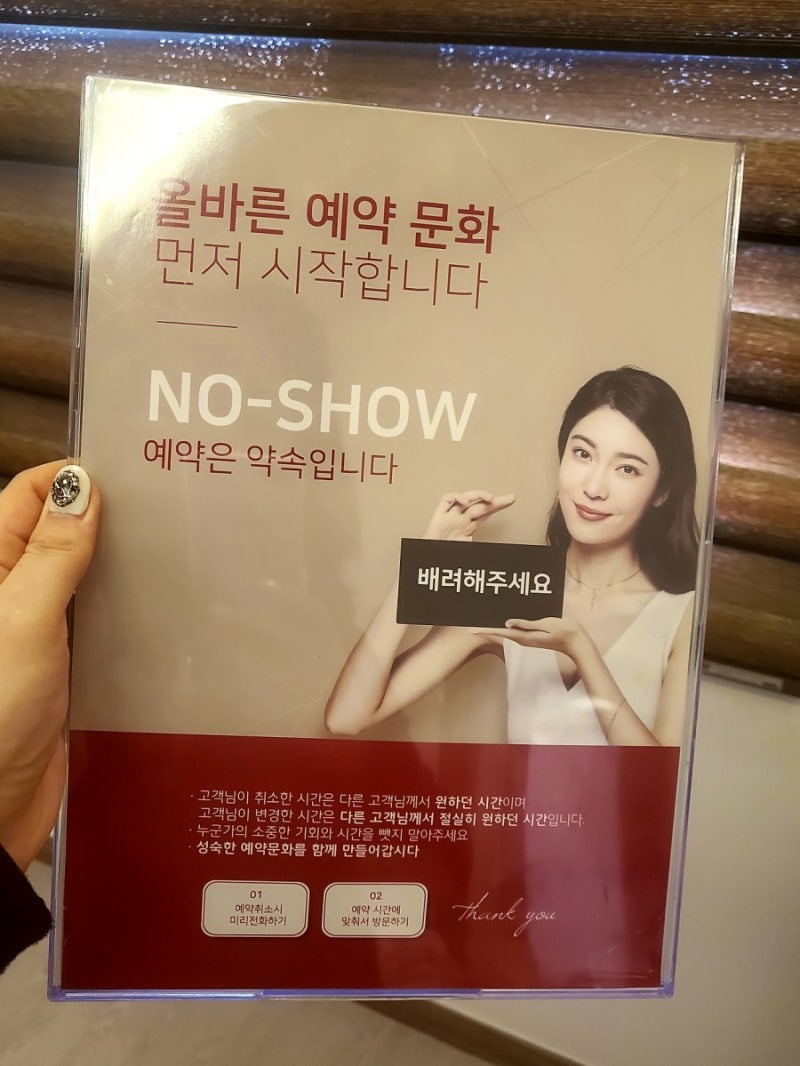 올바른 예약 문화
먼저 시작합니다
NO-SHOW
예약은 약속입니다
배려해주세요
· 고객님이 취소한 시간은 다른 고객님께서 원하던 시간이며
고객님이 변경한 시간은 다른 고객님께서 절실히 원하던 시간입니다.
· 누군가의 소중한 기회와 시간을 뺏지 말아주세요
· 성숙한 예약문화를 함께 만들어갑시다
01
예약취소시
미리전화하기
02
예약 시간에
맞춰서 방문하기
thank you